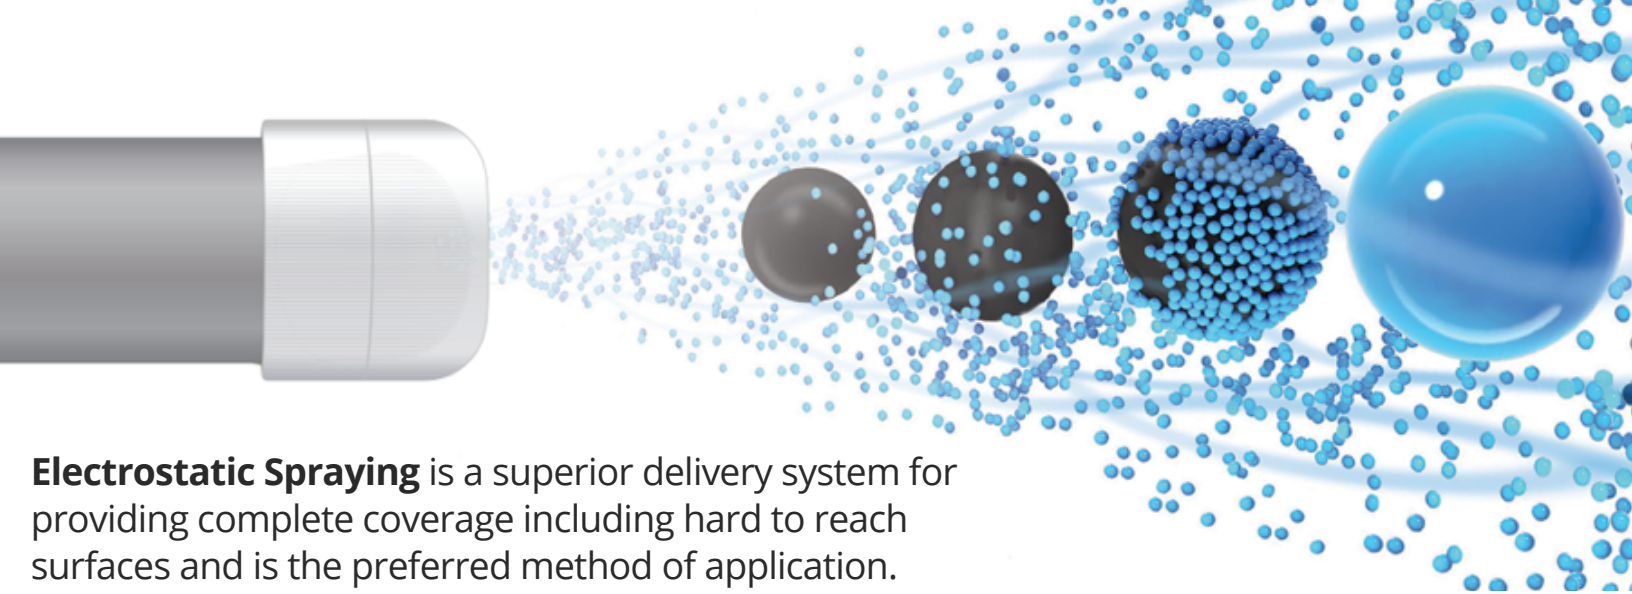 Electrostatic Spraying is a superior delivery system for
providing complete coverage including hard to reach
surfaces and is the preferred method of application.